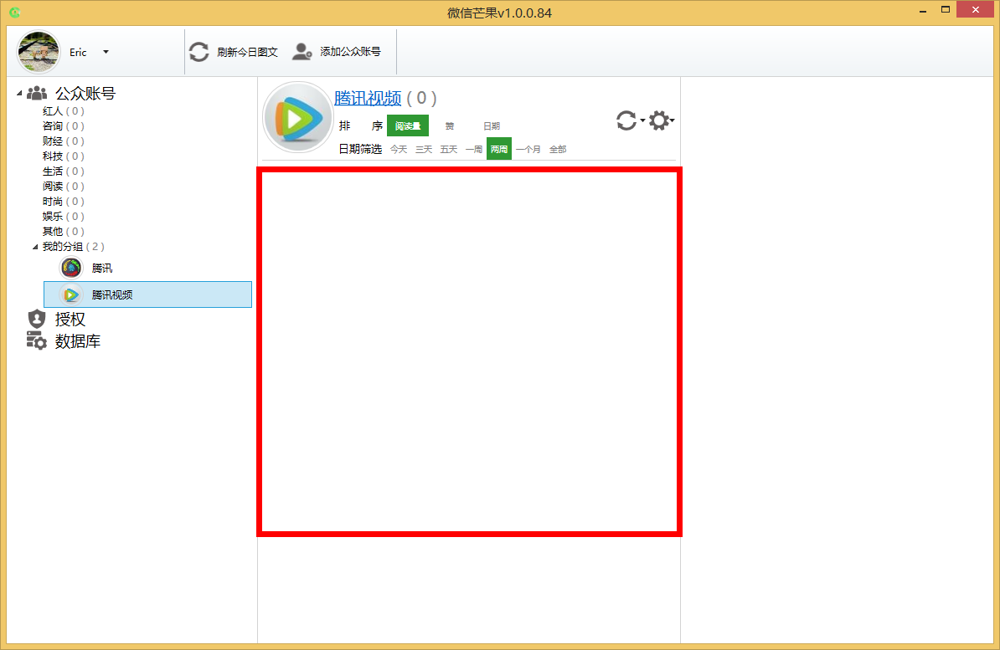 微信芒果v1.0.0.84
Eric
刷新今日图文
添加公众账号
公众账号
红人 ( 0 )
咨询 ( 0 )
财经 ( 0 )
科技 ( 0 )
生活 ( 0 )
阅读 ( 0 )
时尚 ( 0 )
娱乐 ( 0 )
其他 ( 0 )
我的分组 ( 2 )
腾讯
腾讯视频
授权
数据库
腾讯视频 ( 0 )
排 序 阅读量 赞 日期
日期筛选 今天 三天 五天 一周 两周 一个月 全部